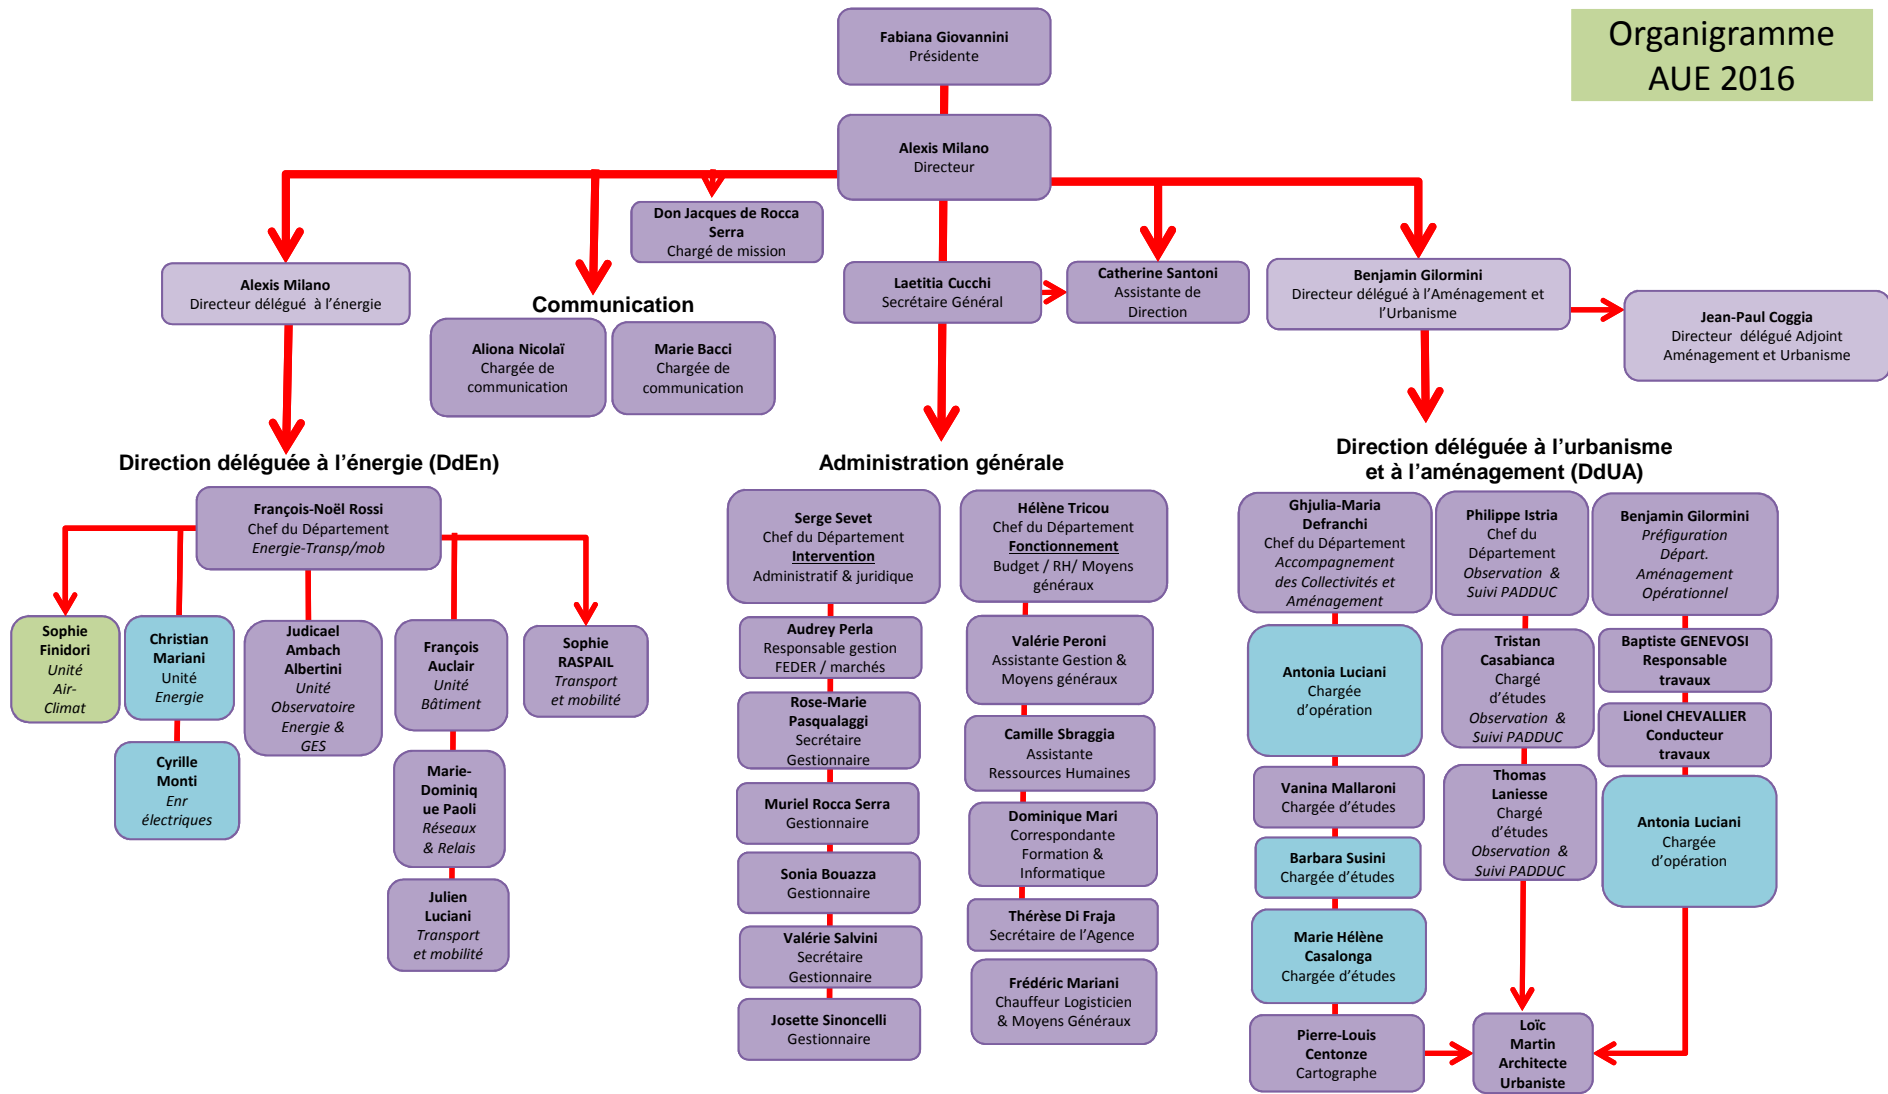 Organigramme
AUE 2016
Fabiana Giovannini
Présidente
Alexis Milano
Directeur
Don Jacques de Rocca
Serra
Chargé de mission
Alexis Milano
Directeur délégué à l'énergie
Communication
Aliona Nicolaï
Chargée de
communication
Marie Bacci
Chargée de
communication
Laetitia Cucchi
Secrétaire Général
Catherine Santoni
Assistante de
Direction
Benjamin Gilormini
Directeur délégué à l'Aménagement et
l'Urbanisme
Jean-Paul Coggia
Directeur délégué Adjoint
Aménagement et Urbanisme
Direction déléguée à l'énergie (DdEn)
François-Noël Rossi
Chef du Département
Energie-Transp/mob
Sophie
Finidori
Unité
Air-
Climat
Christian
Mariani
Unité
Energie
Cyrille
Monti
Enr
électriques
Judicael
Ambach
Albertini
Unité
Observatoire
Energie &
GES
François
Auclair
Unité
Bâtiment
Marie-
Dominiq
ue Paoli
Réseaux
& Relais
Julien
Luciani
Transport
et mobilité
Sophie
RASPAIL
Transport
et mobilité
Administration générale
Serge Sevet
Chef du Département
Intervention
Administratif & juridique
Audrey Perla
Responsable gestion
FEDER / marchés
Rose-Marie
Pasqualaggi
Secrétaire
Gestionnaire
Muriel Rocca Serra
Gestionnaire
Sonia Bouazza
Gestionnaire
Valérie Salvini
Secrétaire
Gestionnaire
Josette Sinoncelli
Gestionnaire
Hélène Tricou
Chef du Département
Fonctionnement
Budget / RH/ Moyens
généraux
Valérie Peroni
Assistante Gestion &
Moyens généraux
Camille Sbraggia
Assistante
Ressources Humaines
Dominique Mari
Correspondante
Formation &
Informatique
Thérèse Di Fraja
Secrétaire de l'Agence
Frédéric Mariani
Chauffeur Logisticien
& Moyens Généraux
Direction déléguée à l'urbanisme
et à l'aménagement (DdUA)
Ghjulia-Maria
Defranchi
Chef du Département
Accompagnement
des Collectivités et
Aménagement
Antonia Luciani
Chargée
d'opération
Vanina Mallaroni
Chargée d'études
Barbara Susini
Chargée d'études
Marie Hélène
Casalonga
Chargée d'études
Pierre-Louis
Centonze
Cartographe
Philippe Istria
Chef du
Département
Observation &
Suivi PADDUC
Tristan
Casabianca
Chargé
d'études
Observation &
Suivi PADDUC
Thomas
Laniesse
Chargé
d'études
Observation &
Suivi PADDUC
Loïc
Martin
Architecte
Urbaniste
Benjamin Gilormini
Préfiguration
Départ.
Aménagement
Opérationnel
Baptiste GENEVOSI
Responsable
travaux
Lionel CHEVALLIER
Conducteur
travaux
Antonia Luciani
Chargée
d'opération